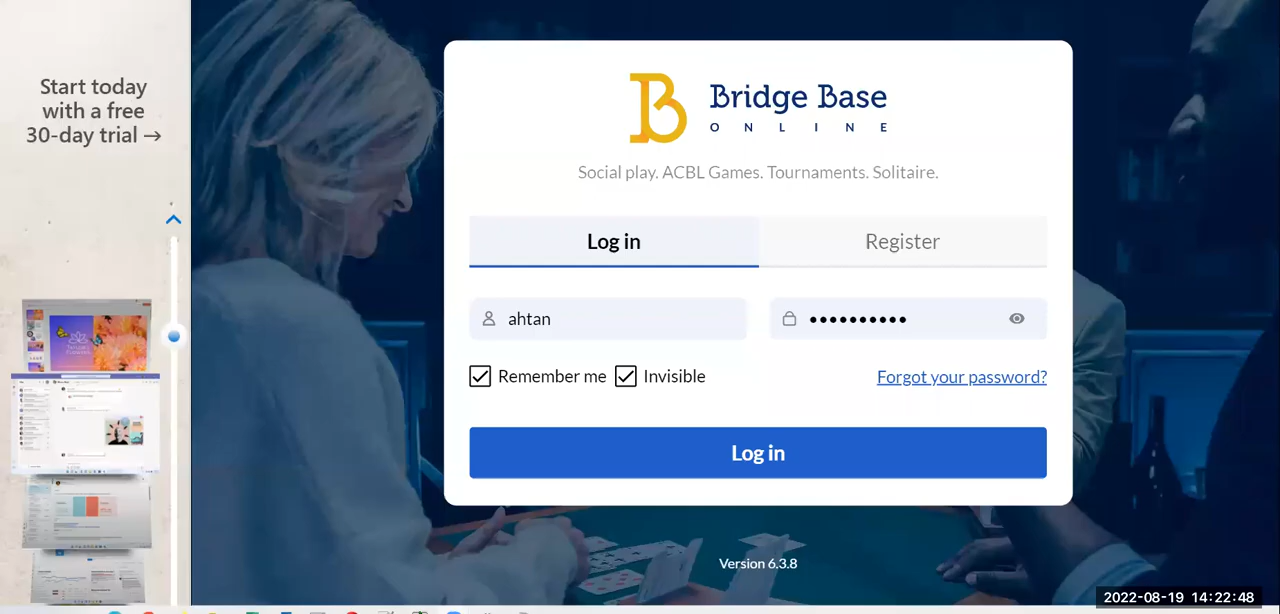 Start today
with a free
30-day trial →
Bridge Base
ONLINE
Social play. ACBL Games. Tournaments. Solitaire.
Log in
Register
ahtan
••••••••••
Remember me
Invisible
Forgot your password?
Log in
Version 6.3.8
2022-08-19 14:22:48